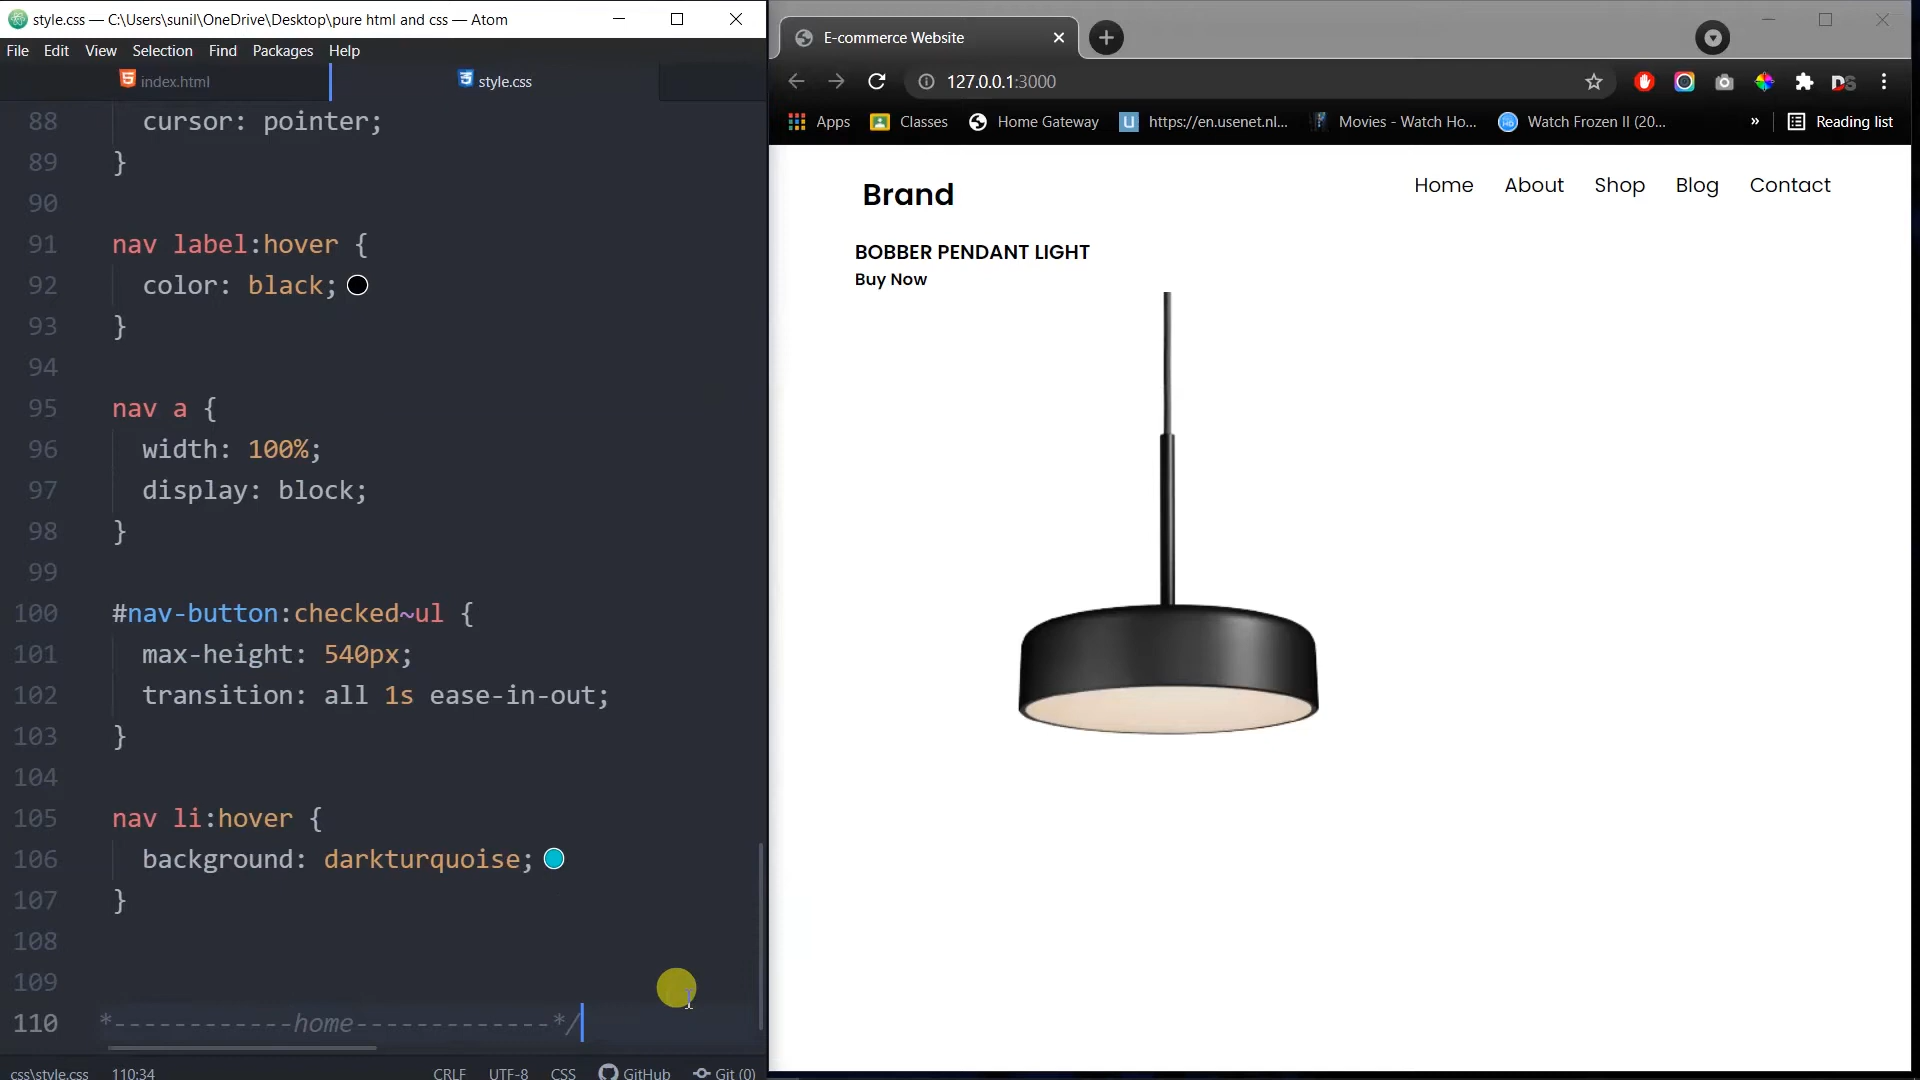 style.css — C:\Users\sunil\OneDrive\Desktop\pure html and css — Atom
File Edit View Selection Find Packages Help
index.html
style.css
88 cursor: pointer;
89 }
90
91 nav label:hover {
92 color: black;
93 }
94
95 nav a {
96 width: 100%;
97 display: block;
98 }
99
100 #nav-button:checked~ul {
101 max-height: 540px;
102 transition: all 1s ease-in-out;
103 }
104
105 nav li:hover {
106 background: darkturquoise;
107 }
108
109
110 *------------home-------------*/
css\style.css 110:34 CRLF UTF-8 CSS GitHub Git (0)
E-commerce Website
127.0.0.1:3000
Apps Classes Home Gateway https://en.usenet.nl... Movies - Watch Ho... Watch Frozen II (20... » Reading list
Brand
Home About Shop Blog Contact
BOBBER PENDANT LIGHT
Buy Now